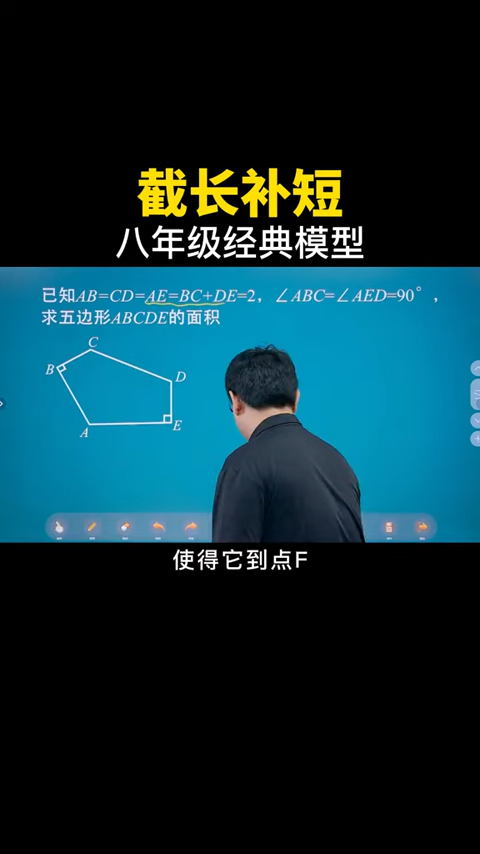 截长补短
八年级经典模型
已知AB=CD=AE=BC+DE=2，∠ABC=∠AED=90°，
求五边形ABCDE的面积
C
B
D
A
E
使得它到点F